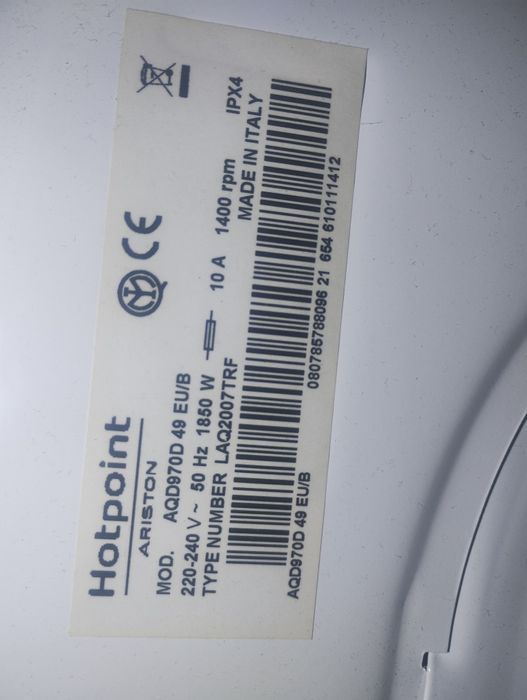 Hotpoint
ARISTON
MOD. AQD970D 49 EU/B
220-240 V ~ 50 Hz 1850 W 10 A 1400 rpm IPX4
TYPE NUMBER LAQ2007TRF MADE IN ITALY
CE
080785788096 21 654 610111412
AQD970D 49 EU/B